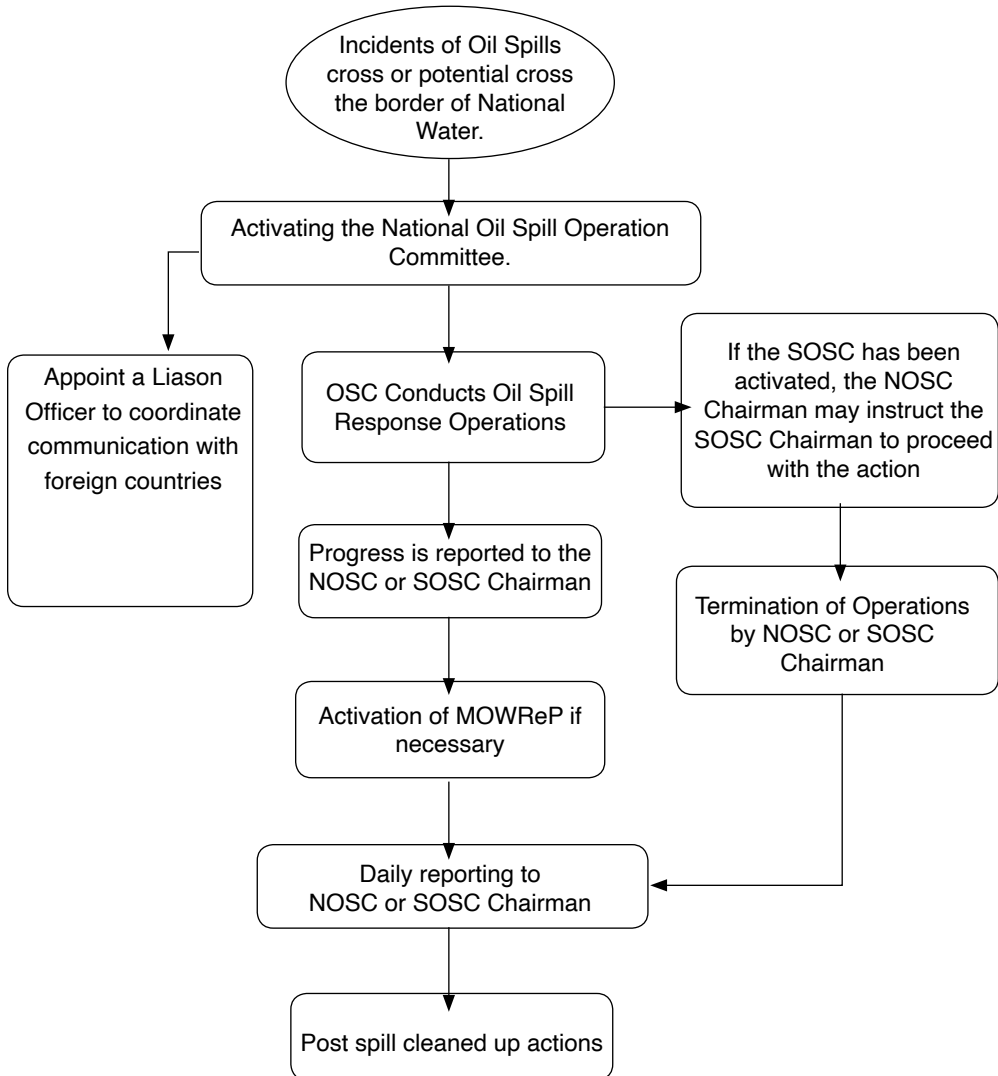 Incidents of Oil Spills
cross or potential cross
the border of National
Water.
Activating the National Oil Spill Operation
Committee.
Appoint a Liason
Officer to coordinate
communication with
foreign countries
OSC Conducts Oil Spill
Response Operations
If the SOSC has been
activated, the NOSC
Chairman may instruct the
SOSC Chairman to proceed
with the action
Progress is reported to the
NOSC or SOSC Chairman
Termination of Operations
by NOSC or SOSC
Chairman
Activation of MOWReP if
necessary
Daily reporting to
NOSC or SOSC Chairman
Post spill cleaned up actions